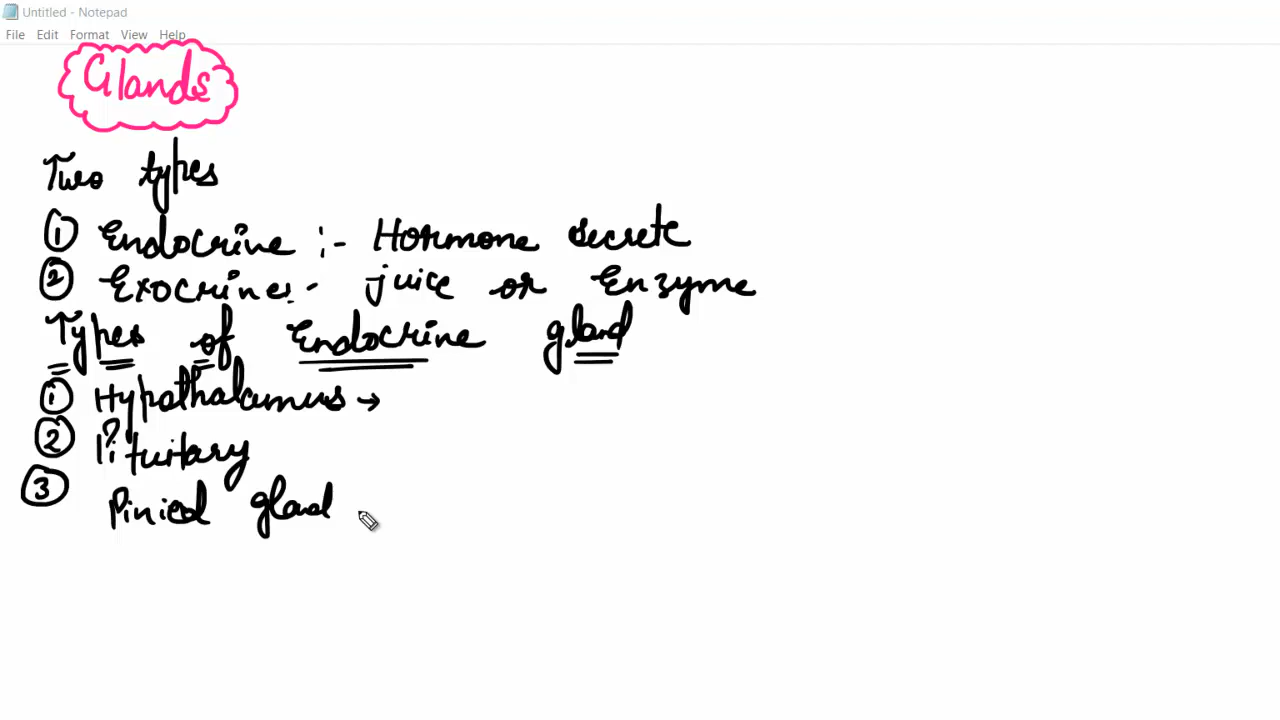 Untitled - Notepad
File Edit Format View Help
Glands
Two types
① Endocrine :- Hormone secrete
② Exocrine:- juice or Enzyme
Types of Endocrine gland
① Hypothalamus →
② Pituitary
③ Pinieal gland